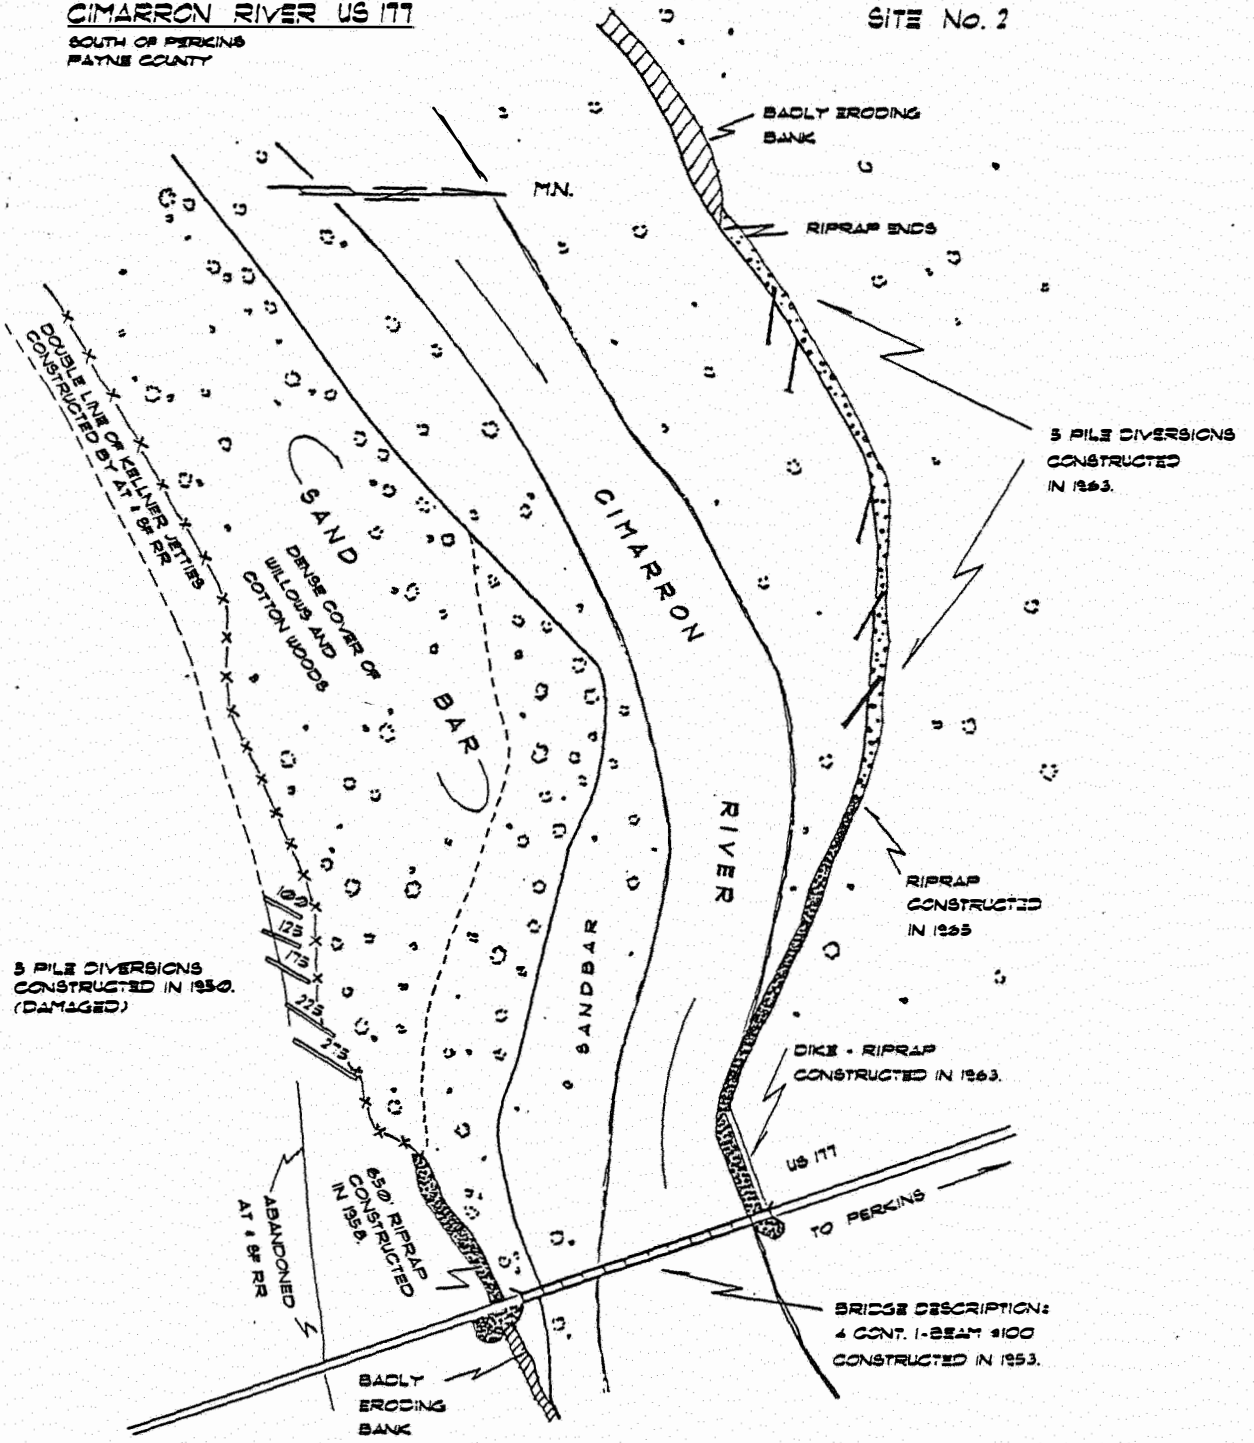 CIMARRON RIVER US 177
SOUTH OF PERKINS
PAYNE COUNTY
SITE No. 2
BADLY ERODING
BANK
M.N.
RIPRAP ENDS
DOUBLE LINE OF KELLNER JETTIES
CONSTRUCTED BY AT & SF RR
5 PILE DIVERSIONS
CONSTRUCTED
IN 1963.
SAND
BAR
DENSE COVER OF
WILLOWS AND
COTTON WOODS
CIMARRON
RIVER
RIPRAP
CONSTRUCTED
IN 1965
100
125
175
225
275
5 PILE DIVERSIONS
CONSTRUCTED IN 1950.
(DAMAGED)
SANDBAR
DIKE - RIPRAP
CONSTRUCTED IN 1963.
US 177
TO PERKINS
650' RIPRAP
CONSTRUCTED
IN 1958.
ABANDONED
AT & SF RR
BRIDGE DESCRIPTION:
CONT. I-BEAM
CONSTRUCTED IN 1953.
BADLY
ERODING
BANK